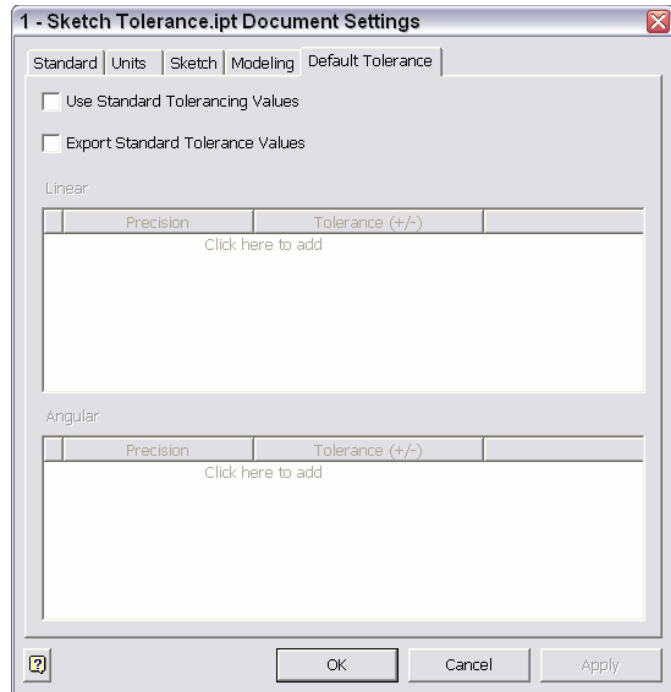 1 - Sketch Tolerance.ipt Document Settings
Standard Units Sketch Modeling Default Tolerance
Use Standard Tolerancing Values
Export Standard Tolerance Values
Linear
Precision Tolerance (+/-)
Click here to add
Angular
Precision Tolerance (+/-)
Click here to add
? OK Cancel Apply